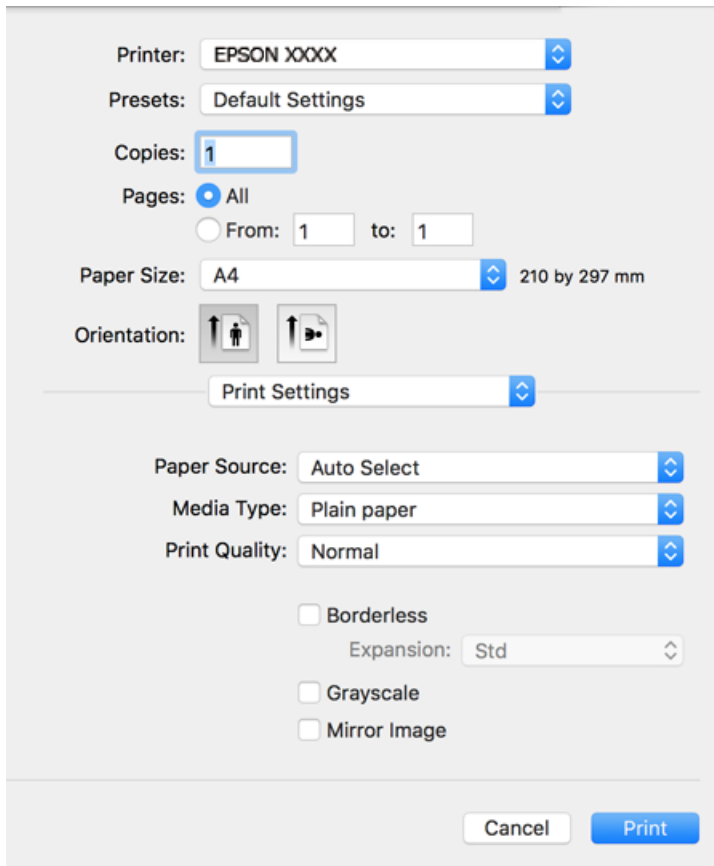 Printer: EPSON XXXX
Presets: Default Settings
Copies: 1
Pages: All
From: 1 to: 1
Paper Size: A4 210 by 297 mm
Orientation:
Print Settings
Paper Source: Auto Select
Media Type: Plain paper
Print Quality: Normal
Borderless
Expansion: Std
Grayscale
Mirror Image
Cancel Print